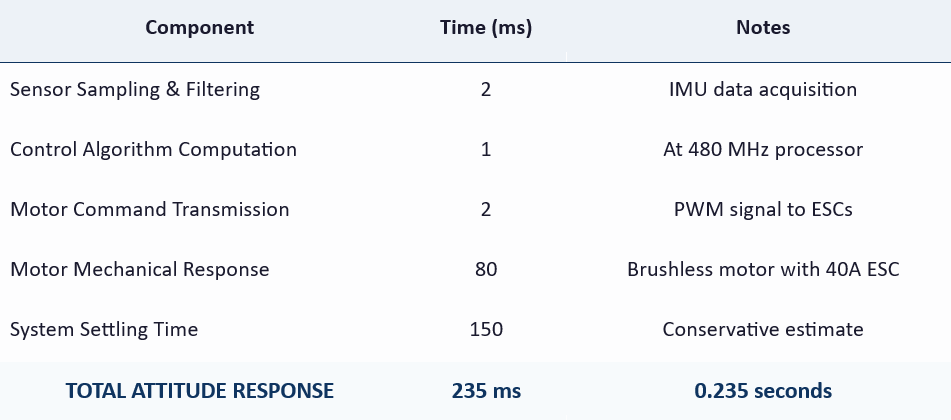 Component Time (ms) Notes
Sensor Sampling & Filtering 2 IMU data acquisition
Control Algorithm Computation 1 At 480 MHz processor
Motor Command Transmission 2 PWM signal to ESCs
Motor Mechanical Response 80 Brushless motor with 40A ESC
System Settling Time 150 Conservative estimate
TOTAL ATTITUDE RESPONSE 235 ms 0.235 seconds